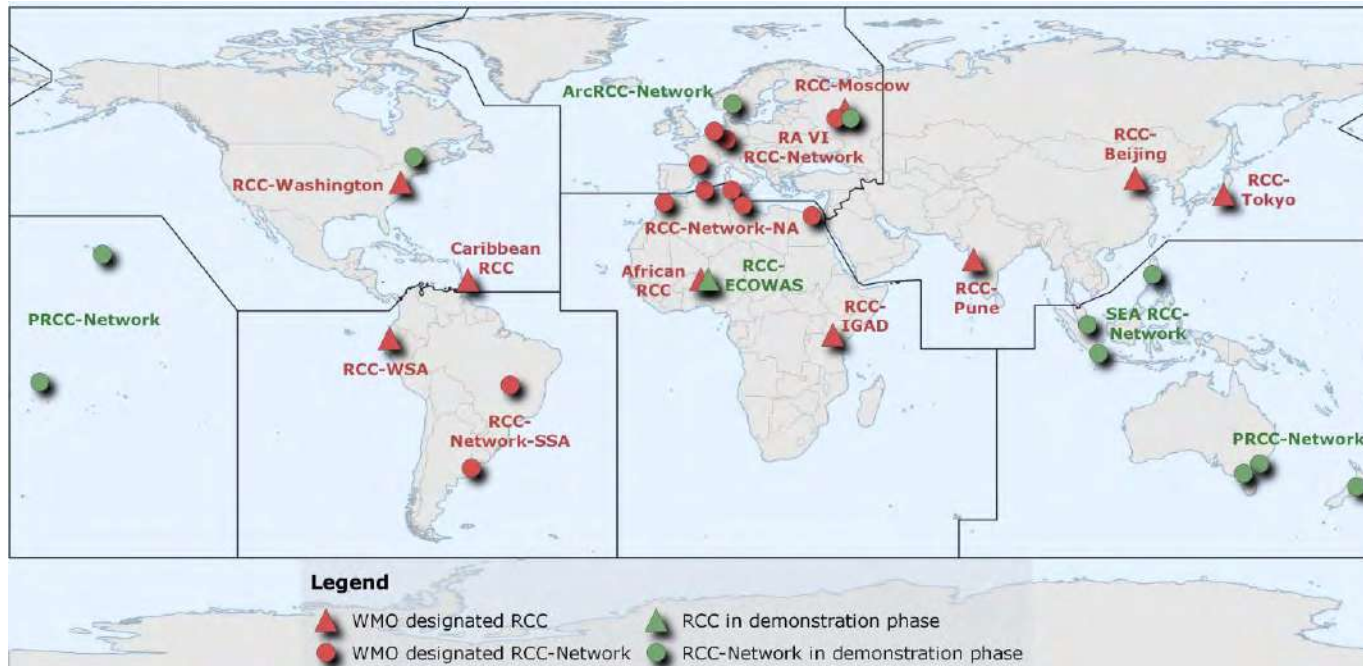 ArcRCC-Network
RCC-Moscow
RA VI
RCC-Network
RCC-
Beijing
RCC-
Tokyo
RCC-Washington
RCC-Network-NA
Caribbean
RCC
African
RCC
RCC-
ECOWAS
RCC-
IGAD
RCC-
Pune
PRCC-Network
SEA RCC-
Network
RCC-WSA
RCC-
Network-SSA
PRCC-Network
Legend
WMO designated RCC
RCC in demonstration phase
WMO designated RCC-Network
RCC-Network in demonstration phase